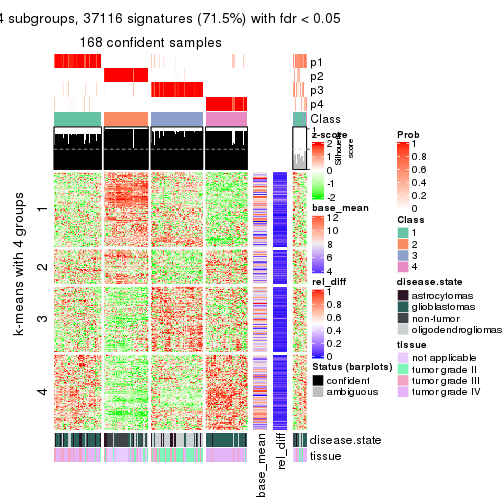 4 subgroups, 37116 signatures (71.5%) with fdr < 0.05
168 confident samples
p1
p2
p3
p4
Class
Silhouette
score
k-means with 4 groups
1
2
3
4
base_mean
rel_diff
disease.state
tissue
z-score
2
1
0
-1
-2
base_mean
12
10
8
6
4
rel_diff
1
0.8
0.6
0.4
0.2
0
Status (barplots)
confident
ambiguous
Prob
1
0.8
0.6
0.4
0.2
0
Class
1
2
3
4
disease.state
astrocytomas
glioblastomas
non-tumor
oligodendrogliomas
tissue
not applicable
tumor grade II
tumor grade III
tumor grade IV